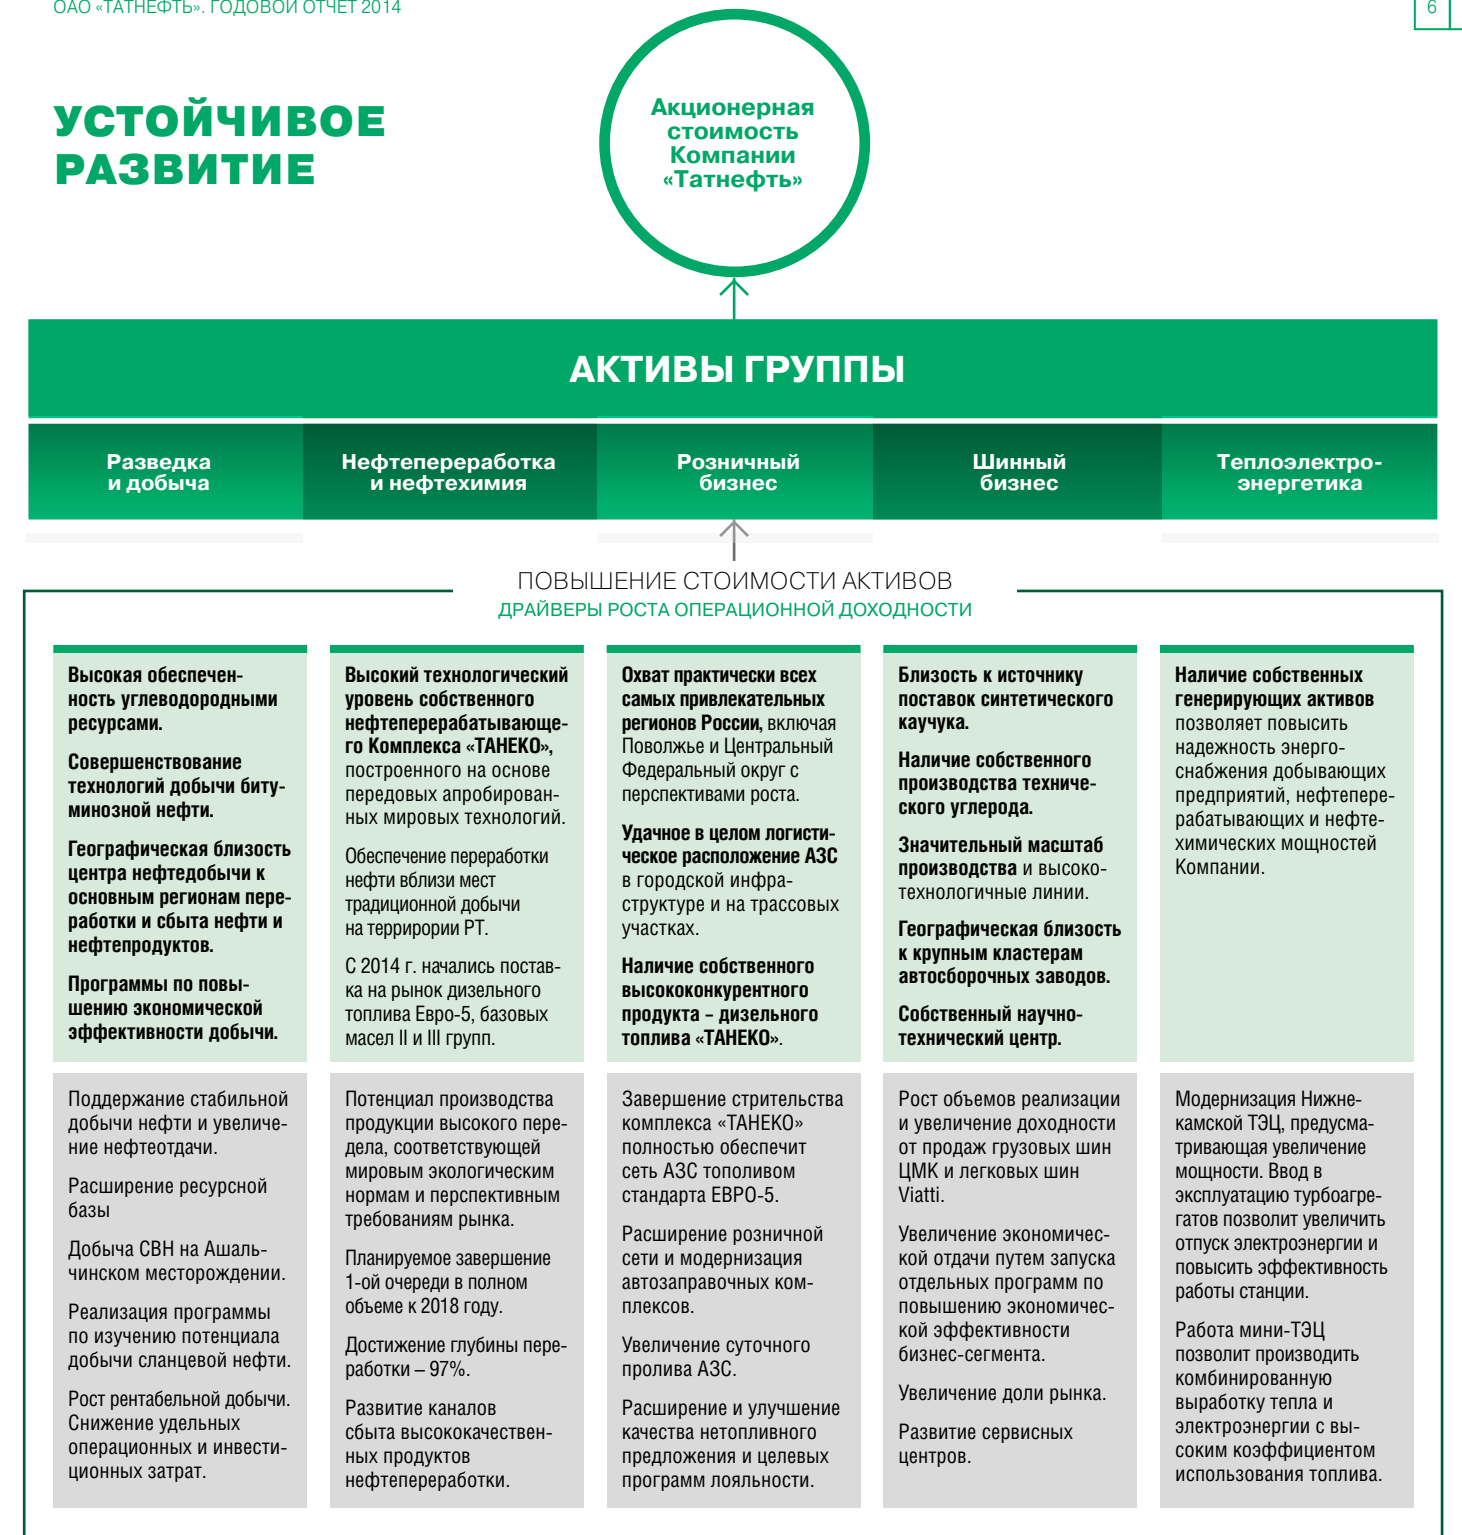 ОАО «ТАТНЕФТЬ». ГОДОВОЙ ОТЧЕТ 2014
6
УСТОЙЧИВОЕ
РАЗВИТИЕ
Акционерная
стоимость
Компании
«Татнефть»
АКТИВЫ ГРУППЫ
Разведка
и добыча
Нефтепереработка
и нефтехимия
Розничный
бизнес
Шинный
бизнес
Теплоэлектро-
энергетика
ПОВЫШЕНИЕ СТОИМОСТИ АКТИВОВ
ДРАЙВЕРЫ РОСТА ОПЕРАЦИОННОЙ ДОХОДНОСТИ
Высокая обеспечен-
ность углеводородными
ресурсами.
Совершенствование
технологий добычи биту-
минозной нефти.
Географическая близость
центра нефтедобычи к
основным регионам пере-
работки и сбыта нефти и
нефтепродуктов.
Программы по повы-
шению экономической
эффективности добычи.
Высокий технологический
уровень собственного
нефтеперерабатывающе-
го Комплекса «ТАНЕКО»,
построенного на основе
передовых апробирован-
ных мировых технологий.
Обеспечение переработки
нефти вблизи мест
традиционной добычи
на террирории РТ.
С 2014 г. начались постав-
ка на рынок дизельного
топлива Евро-5, базовых
масел II и III групп.
Охват практически всех
самых привлекательных
регионов России, включая
Поволжье и Центральный
Федеральный округ с
перспективами роста.
Удачное в целом логисти-
ческое расположение АЗС
в городской инфра-
структуре и на трассовых
участках.
Наличие собственного
высококонкурентного
продукта – дизельного
топлива «ТАНЕКО».
Близость к источнику
поставок синтетического
каучука.
Наличие собственного
производства техниче-
ского углерода.
Значительный масштаб
производства и высоко-
технологичные линии.
Географическая близость
к крупным кластерам
автосборочных заводов.
Собственный научно-
технический центр.
Наличие собственных
генерирующих активов
позволяет повысить
надежность энерго-
снабжения добывающих
предприятий, нефтепере-
рабатывающих и нефте-
химических мощностей
Компании.
Поддержание стабильной
добычи нефти и увеличе-
ние нефтеотдачи.
Расширение ресурсной
базы
Добыча СВН на Ашаль-
чинском месторождении.
Реализация программы
по изучению потенциала
добычи сланцевой нефти.
Рост рентабельной добычи.
Снижение удельных
операционных и инвести-
ционных затрат.
Потенциал производства
продукции высокого пере-
дела, соответствующей
мировым экологическим
нормам и перспективным
требованиям рынка.
Планируемое завершение
1-ой очереди в полном
объеме к 2018 году.
Достижение глубины пере-
работки – 97%.
Развитие каналов
сбыта высококачествен-
ных продуктов
нефтепереработки.
Завершение стрительства
комплекса «ТАНЕКО»
полностью обеспечит
сеть АЗС тополивом
стандарта ЕВРО-5.
Расширение розничной
сети и модернизация
автозаправочных ком-
плексов.
Увеличение суточного
пролива АЗС.
Расширение и улучшение
качества нетопливного
предложения и целевых
программ лояльности.
Рост объемов реализации
и увеличение доходности
от продаж грузовых шин
ЦМК и легковых шин
Viatti.
Увеличение экономичес-
кой отдачи путем запуска
отдельных программ по
повышению экономичес-
кой эффективности
бизнес-сегмента.
Увеличение доли рынка.
Развитие сервисных
центров.
Модернизация Нижне-
камской ТЭЦ, предусма-
тривающая увеличение
мощности. Ввод в
эксплуатацию турбоагре-
гатов позволит увеличить
отпуск электроэнергии и
повысить эффективность
работы станции.
Работа мини-ТЭЦ
позволит производить
комбинированную
выработку тепла и
электроэнергии с вы-
соким коэффициентом
использования топлива.